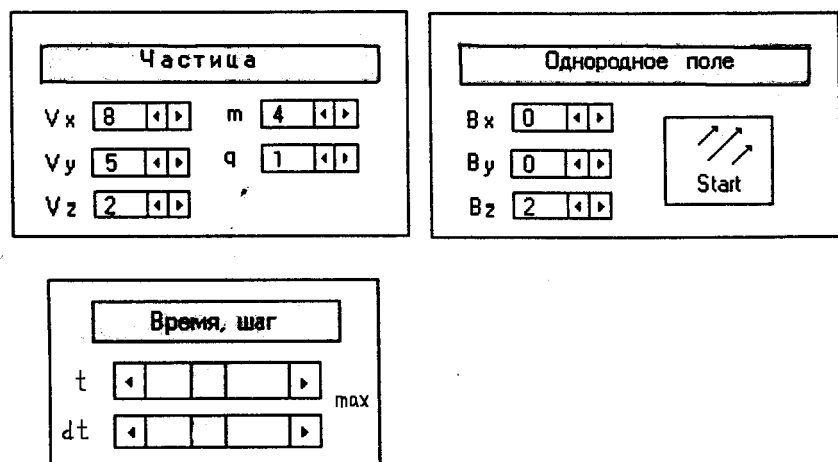 Частица
Vx 8 m 4
Vy 5 q 1
Vz 2
Однородное поле
Bx 0
By 0
Bz 2
Start
Время, шаг
t
max
dt